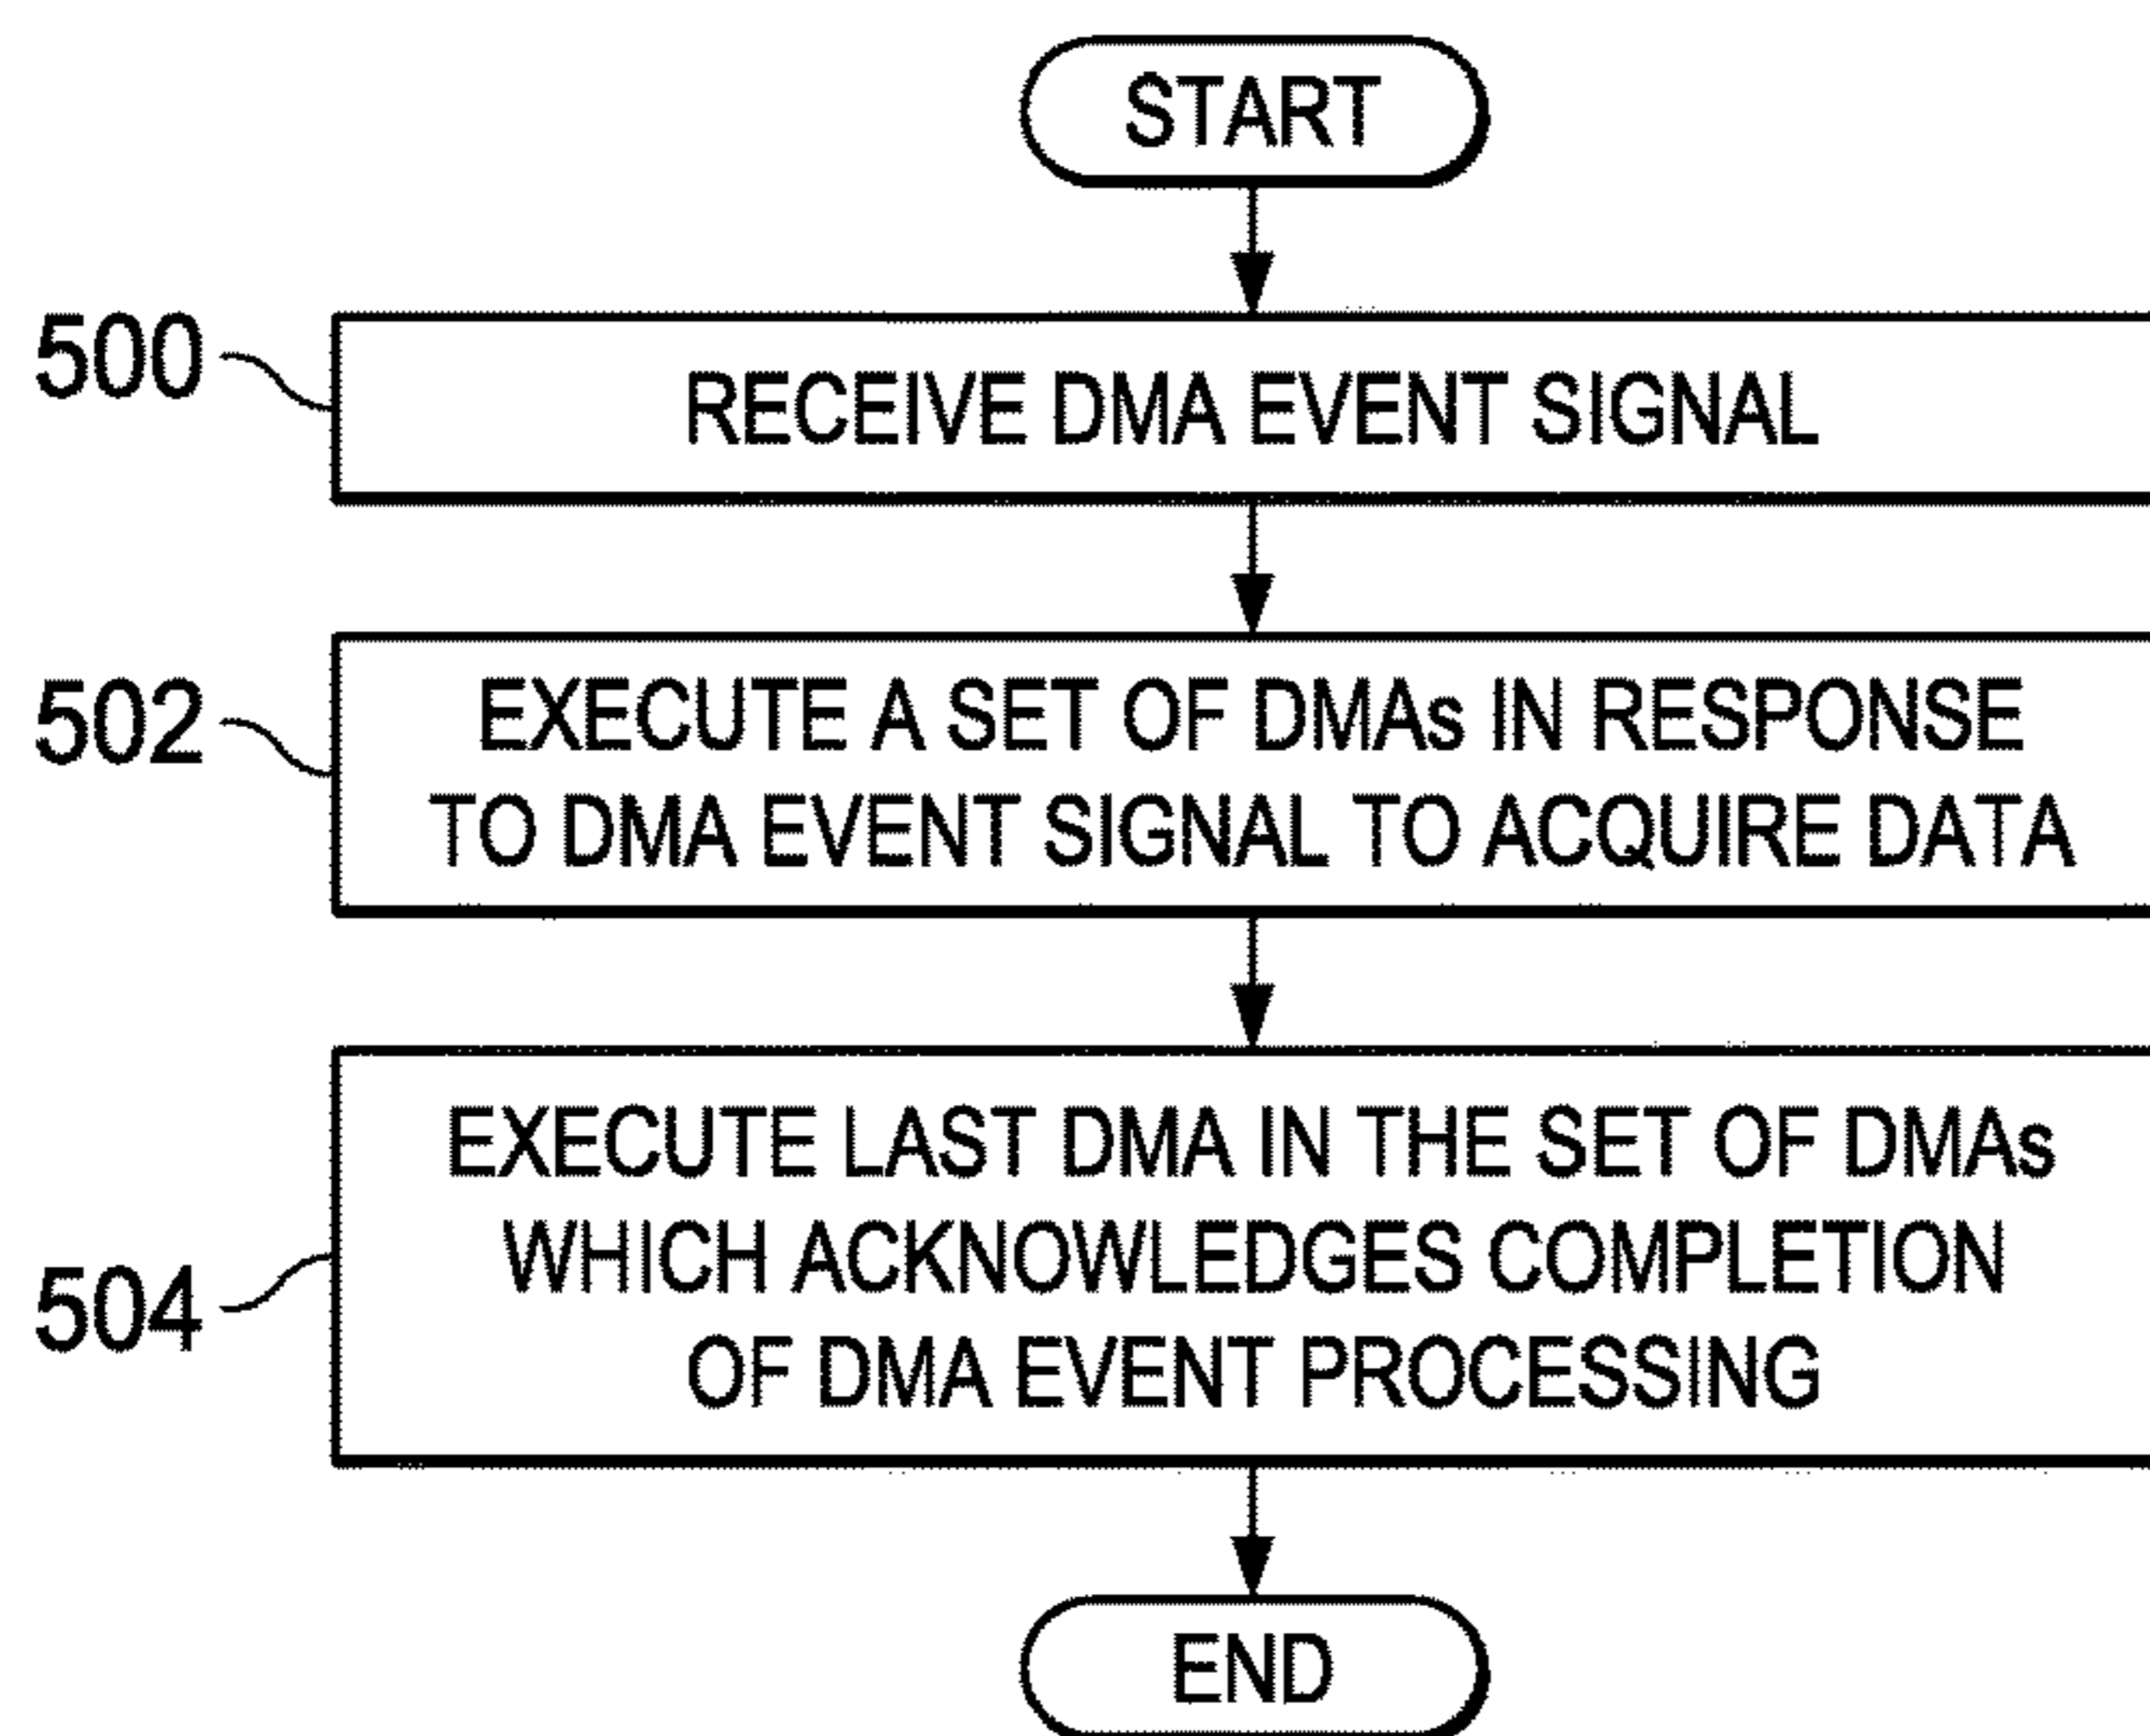 START
500
RECEIVE DMA EVENT SIGNAL
502
EXECUTE A SET OF DMAs IN RESPONSE
TO DMA EVENT SIGNAL TO ACQUIRE DATA
504
EXECUTE LAST DMA IN THE SET OF DMAs
WHICH ACKNOWLEDGES COMPLETION
OF DMA EVENT PROCESSING
END